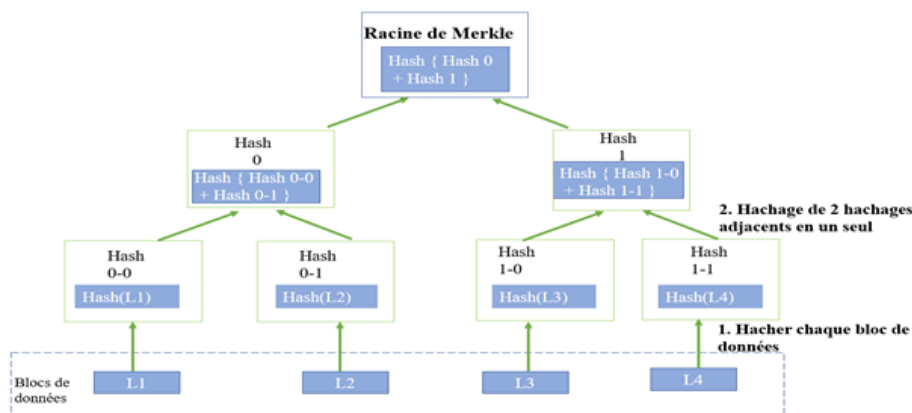 Racine de Merkle
Hash { Hash 0
+ Hash 1 }
Hash
0
Hash { Hash 0-0
+ Hash 0-1 }
Hash
1
Hash { Hash 1-0
+ Hash 1-1 }
2. Hachage de 2 hachages
adjacents en un seul
Hash
0-0
Hash(L1)
Hash
0-1
Hash(L2)
Hash
1-0
Hash(L3)
Hash
1-1
Hash(L4)
1. Hacher chaque bloc de
données
Blocs de
données
L1
L2
L3
L4